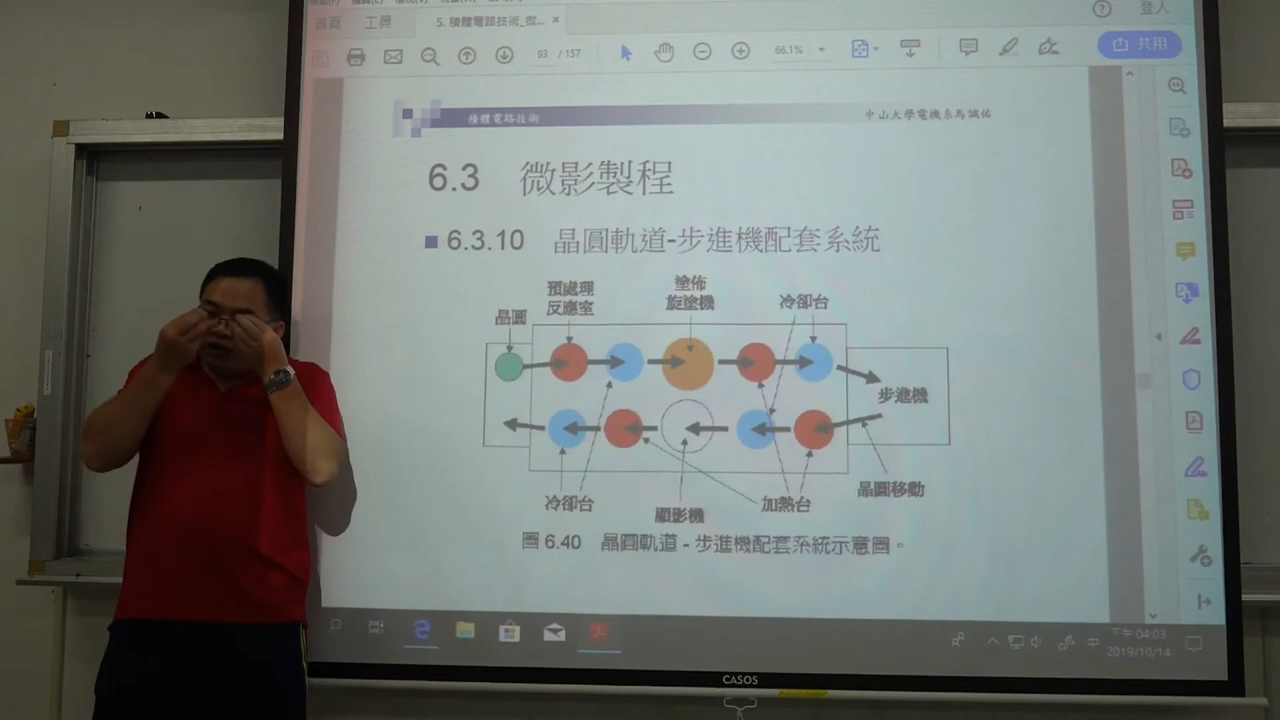 首頁 工具 5. 積體電路技術_微... ×
登入
93 / 157
66.1%
共用
積體電路技術
中山大學電機系馬誠佑
6.3 微影製程
6.3.10 晶圓軌道-步進機配套系統
晶圓
預處理
反應室
塗佈
旋塗機
冷卻台
步進機
冷卻台
顯影機
加熱台
晶圓移動
圖 6.40 晶圓軌道 - 步進機配套系統示意圖。
中
下午 04:03
2019/10/14
CASOS